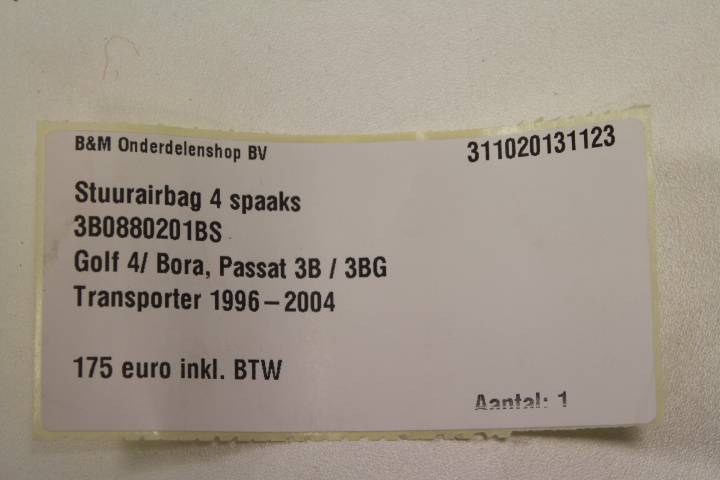 B&M Onderdelenshop BV
311020131123
Stuurairbag 4 spaaks
3B0880201BS
Golf 4/ Bora, Passat 3B / 3BG
Transporter 1996 – 2004
175 euro inkl. BTW
Aantal: 1